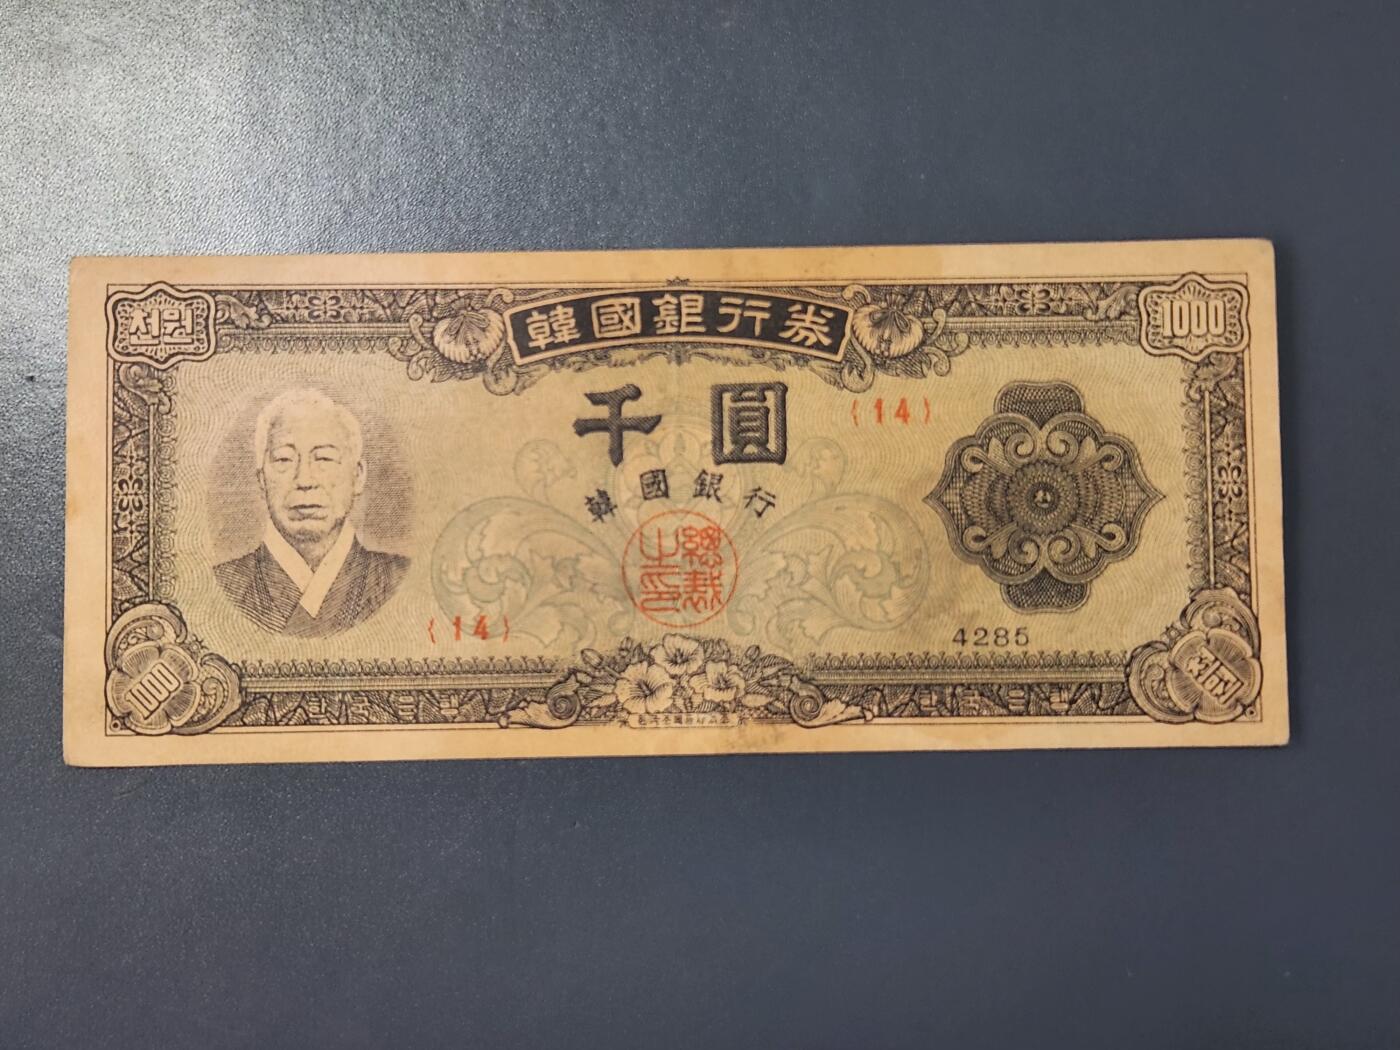 韓國銀行券
천원
1000
千圓
{14}
韓國銀行
總裁之印
{14}
4285
1000
천원